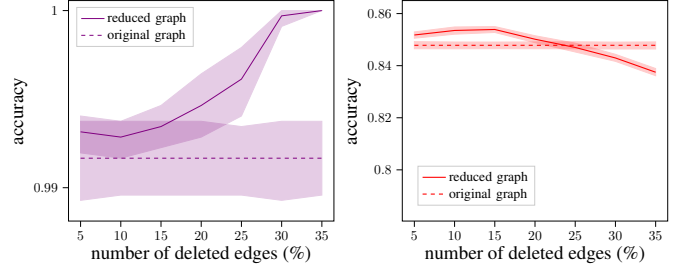 1
reduced graph
original graph
accuracy
0.99
5 10 15 20 25 30 35
number of deleted edges (%)
0.86
0.84
accuracy
0.82
0.8
reduced graph
original graph
5 10 15 20 25 30 35
number of deleted edges (%)